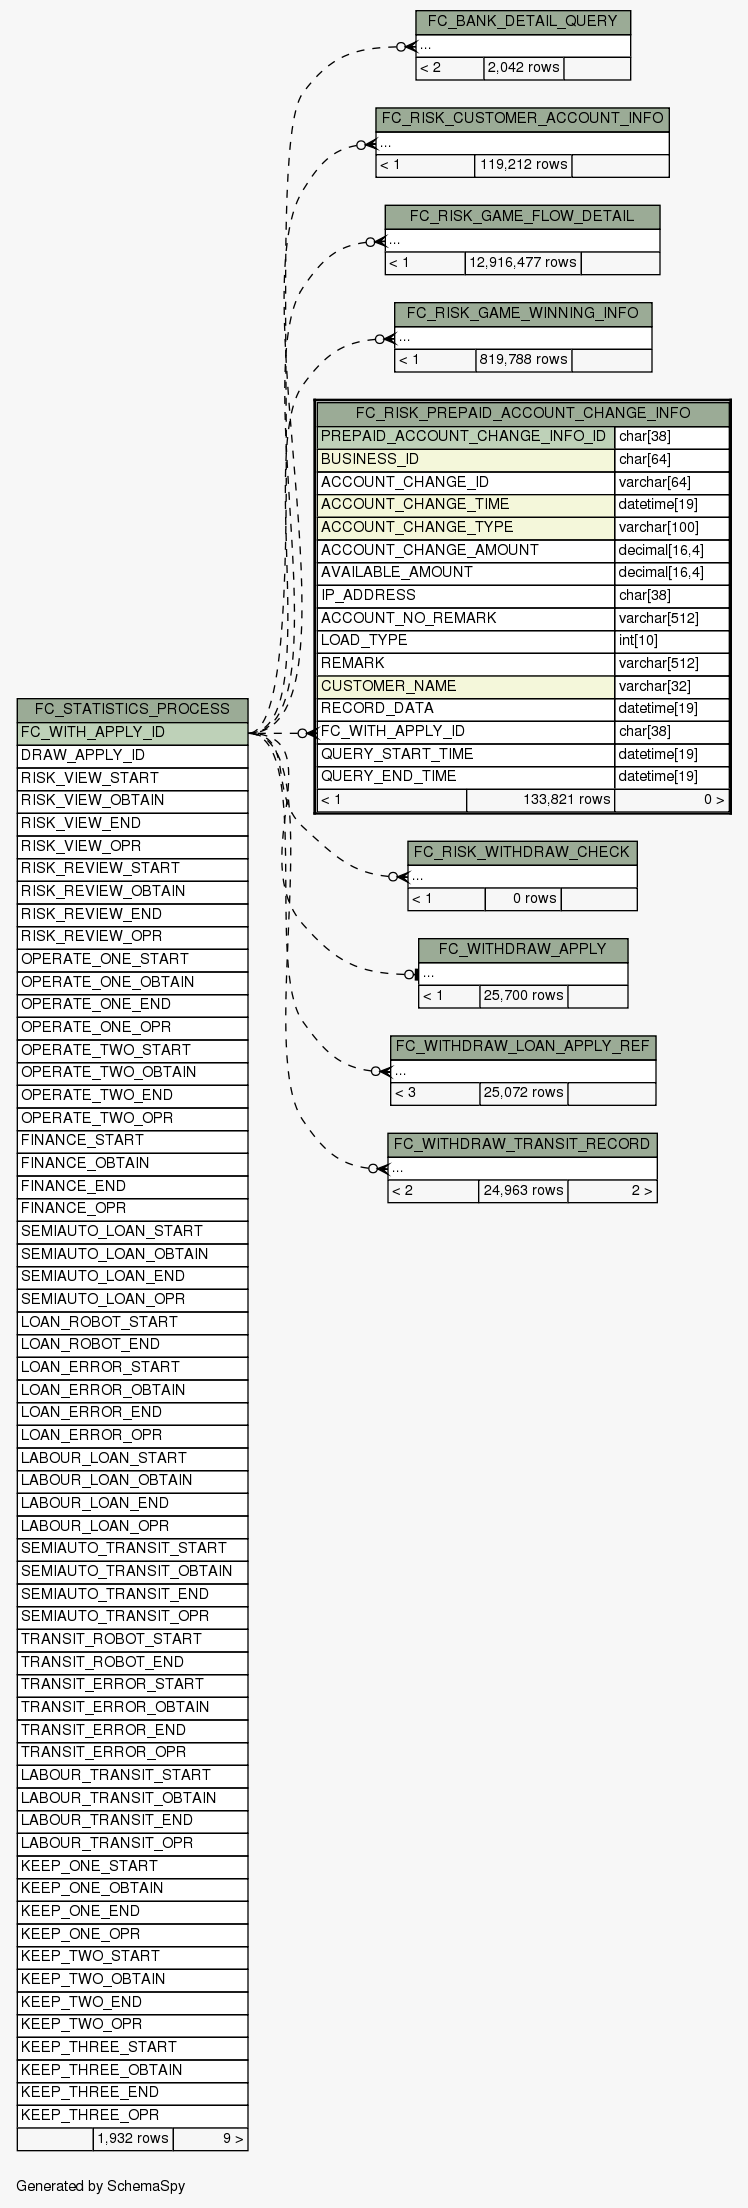 FC_BANK_DETAIL_QUERY
...
< 2 2,042 rows
FC_RISK_CUSTOMER_ACCOUNT_INFO
...
< 1 119,212 rows
FC_RISK_GAME_FLOW_DETAIL
...
< 1 12,916,477 rows
FC_RISK_GAME_WINNING_INFO
...
< 1 819,788 rows
FC_RISK_PREPAID_ACCOUNT_CHANGE_INFO
PREPAID_ACCOUNT_CHANGE_INFO_ID char[38]
BUSINESS_ID char[64]
ACCOUNT_CHANGE_ID varchar[64]
ACCOUNT_CHANGE_TIME datetime[19]
ACCOUNT_CHANGE_TYPE varchar[100]
ACCOUNT_CHANGE_AMOUNT decimal[16,4]
AVAILABLE_AMOUNT decimal[16,4]
IP_ADDRESS char[38]
ACCOUNT_NO_REMARK varchar[512]
LOAD_TYPE int[10]
REMARK varchar[512]
CUSTOMER_NAME varchar[32]
RECORD_DATA datetime[19]
FC_WITH_APPLY_ID char[38]
QUERY_START_TIME datetime[19]
QUERY_END_TIME datetime[19]
< 1 133,821 rows 0 >
FC_RISK_WITHDRAW_CHECK
...
< 1 0 rows
FC_WITHDRAW_APPLY
...
< 1 25,700 rows
FC_WITHDRAW_LOAN_APPLY_REF
...
< 3 25,072 rows
FC_WITHDRAW_TRANSIT_RECORD
...
< 2 24,963 rows 2 >
FC_STATISTICS_PROCESS
FC_WITH_APPLY_ID
DRAW_APPLY_ID
RISK_VIEW_START
RISK_VIEW_OBTAIN
RISK_VIEW_END
RISK_VIEW_OPR
RISK_REVIEW_START
RISK_REVIEW_OBTAIN
RISK_REVIEW_END
RISK_REVIEW_OPR
OPERATE_ONE_START
OPERATE_ONE_OBTAIN
OPERATE_ONE_END
OPERATE_ONE_OPR
OPERATE_TWO_START
OPERATE_TWO_OBTAIN
OPERATE_TWO_END
OPERATE_TWO_OPR
FINANCE_START
FINANCE_OBTAIN
FINANCE_END
FINANCE_OPR
SEMIAUTO_LOAN_START
SEMIAUTO_LOAN_OBTAIN
SEMIAUTO_LOAN_END
SEMIAUTO_LOAN_OPR
LOAN_ROBOT_START
LOAN_ROBOT_END
LOAN_ERROR_START
LOAN_ERROR_OBTAIN
LOAN_ERROR_END
LOAN_ERROR_OPR
LABOUR_LOAN_START
LABOUR_LOAN_OBTAIN
LABOUR_LOAN_END
LABOUR_LOAN_OPR
SEMIAUTO_TRANSIT_START
SEMIAUTO_TRANSIT_OBTAIN
SEMIAUTO_TRANSIT_END
SEMIAUTO_TRANSIT_OPR
TRANSIT_ROBOT_START
TRANSIT_ROBOT_END
TRANSIT_ERROR_START
TRANSIT_ERROR_OBTAIN
TRANSIT_ERROR_END
TRANSIT_ERROR_OPR
LABOUR_TRANSIT_START
LABOUR_TRANSIT_OBTAIN
LABOUR_TRANSIT_END
LABOUR_TRANSIT_OPR
KEEP_ONE_START
KEEP_ONE_OBTAIN
KEEP_ONE_END
KEEP_ONE_OPR
KEEP_TWO_START
KEEP_TWO_OBTAIN
KEEP_TWO_END
KEEP_TWO_OPR
KEEP_THREE_START
KEEP_THREE_OBTAIN
KEEP_THREE_END
KEEP_THREE_OPR
1,932 rows 9 >
Generated by SchemaSpy